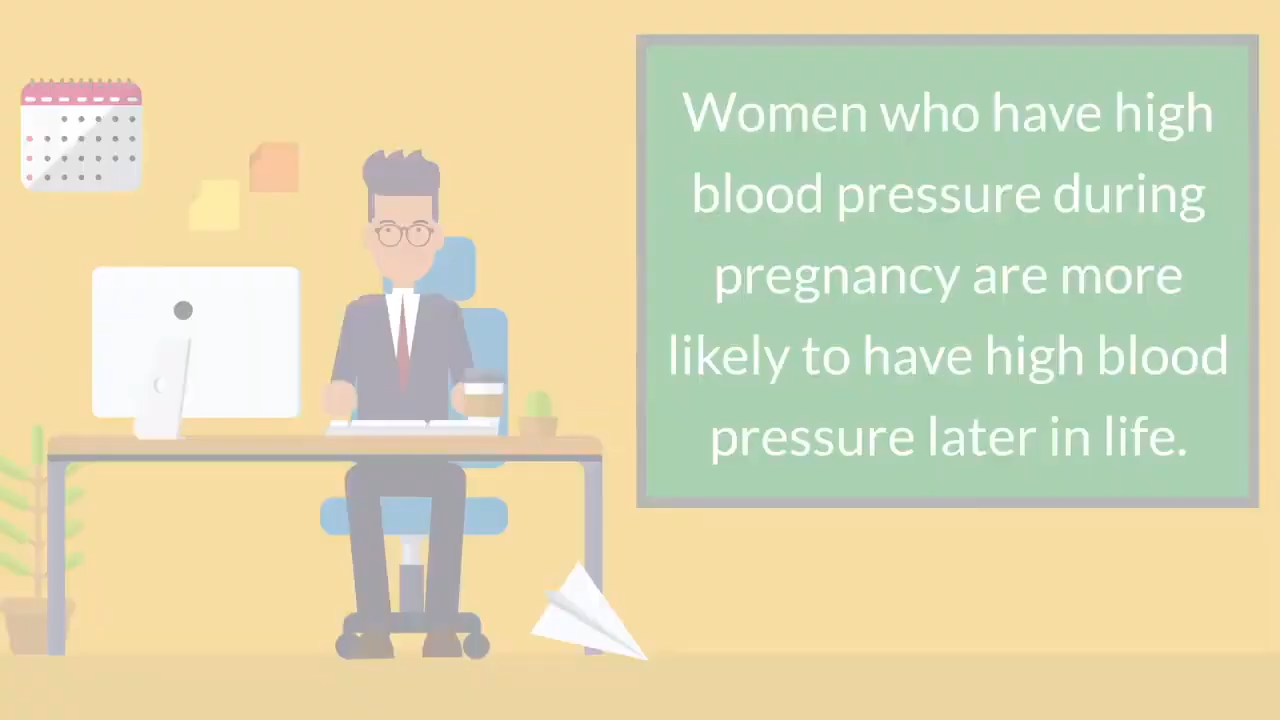 Women who have high
blood pressure during
pregnancy are more
likely to have high blood
pressure later in life.